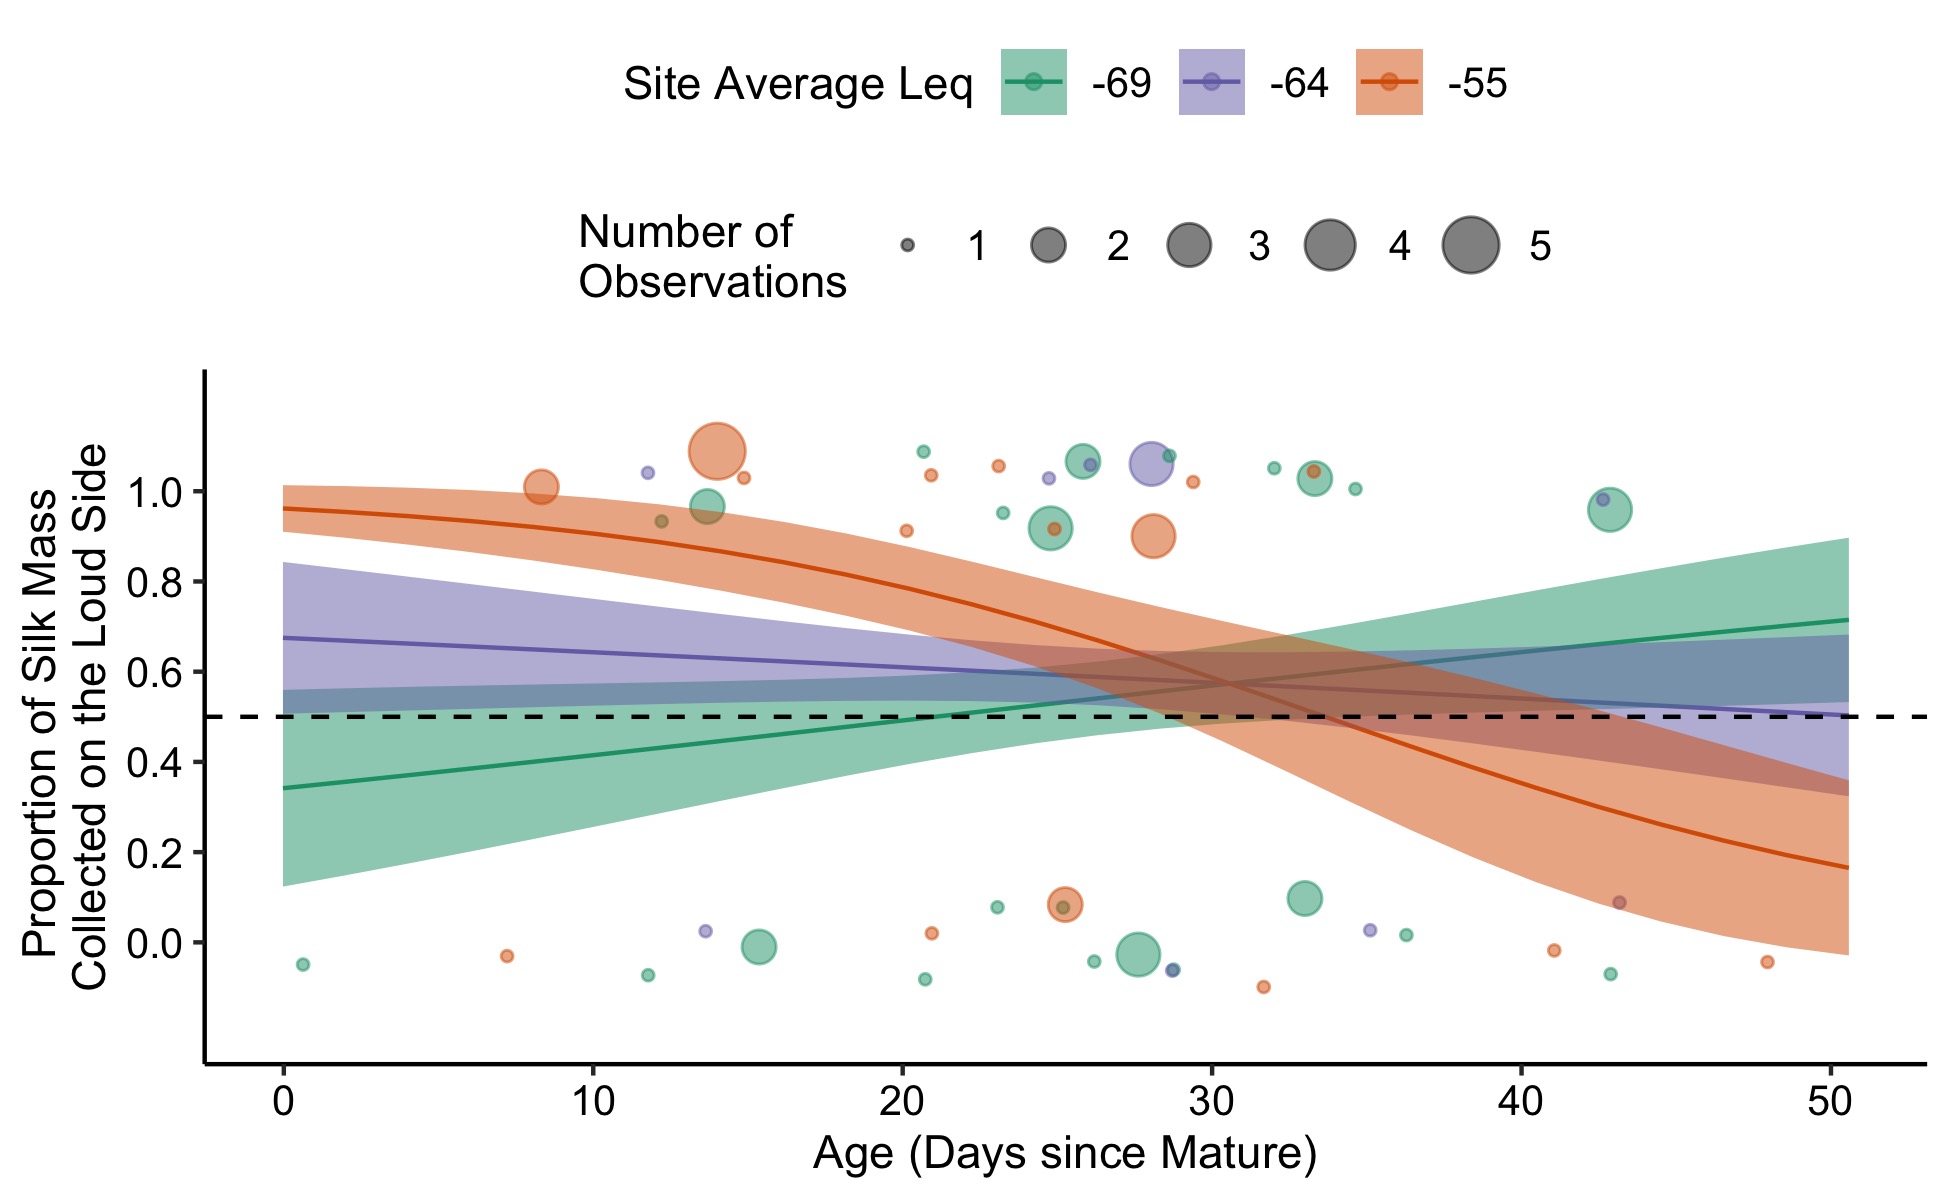 Site Average Leq -69 -64 -55
Number of
Observations
1 2 3 4 5
Proportion of Silk Mass
Collected on the Loud Side
1.0
0.8
0.6
0.4
0.2
0.0
0 10 20 30 40 50
Age (Days since Mature)